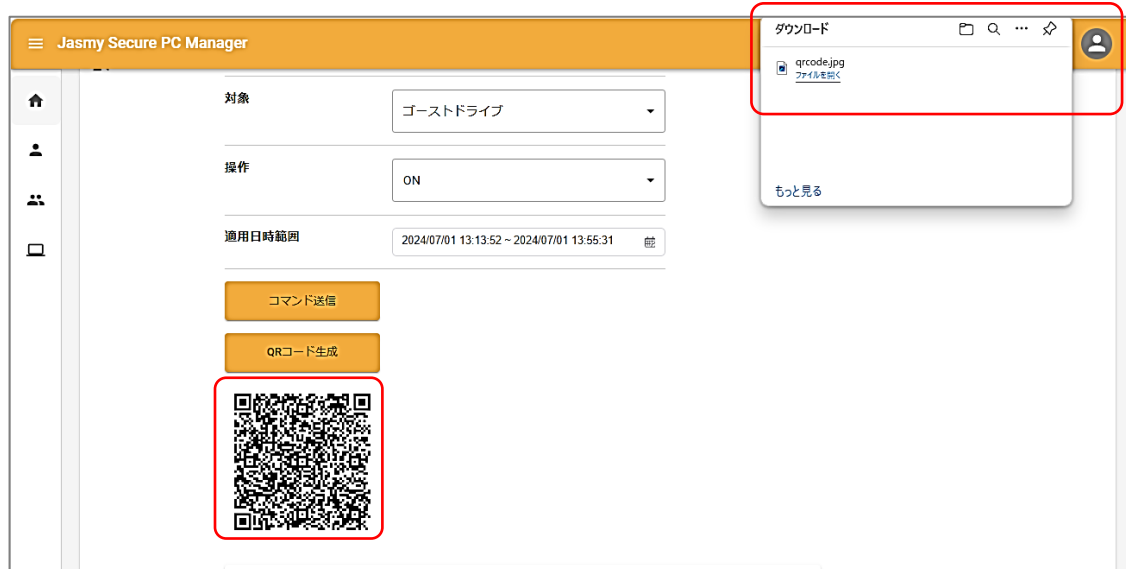 Jasmy Secure PC Manager
ダウンロード
qrcode.jpg
ファイルを開く
もっと見る
対象
ゴーストドライブ
操作
ON
適用日時範囲
2024/07/01 13:13:52 ~ 2024/07/01 13:55:31
コマンド送信
QRコード生成